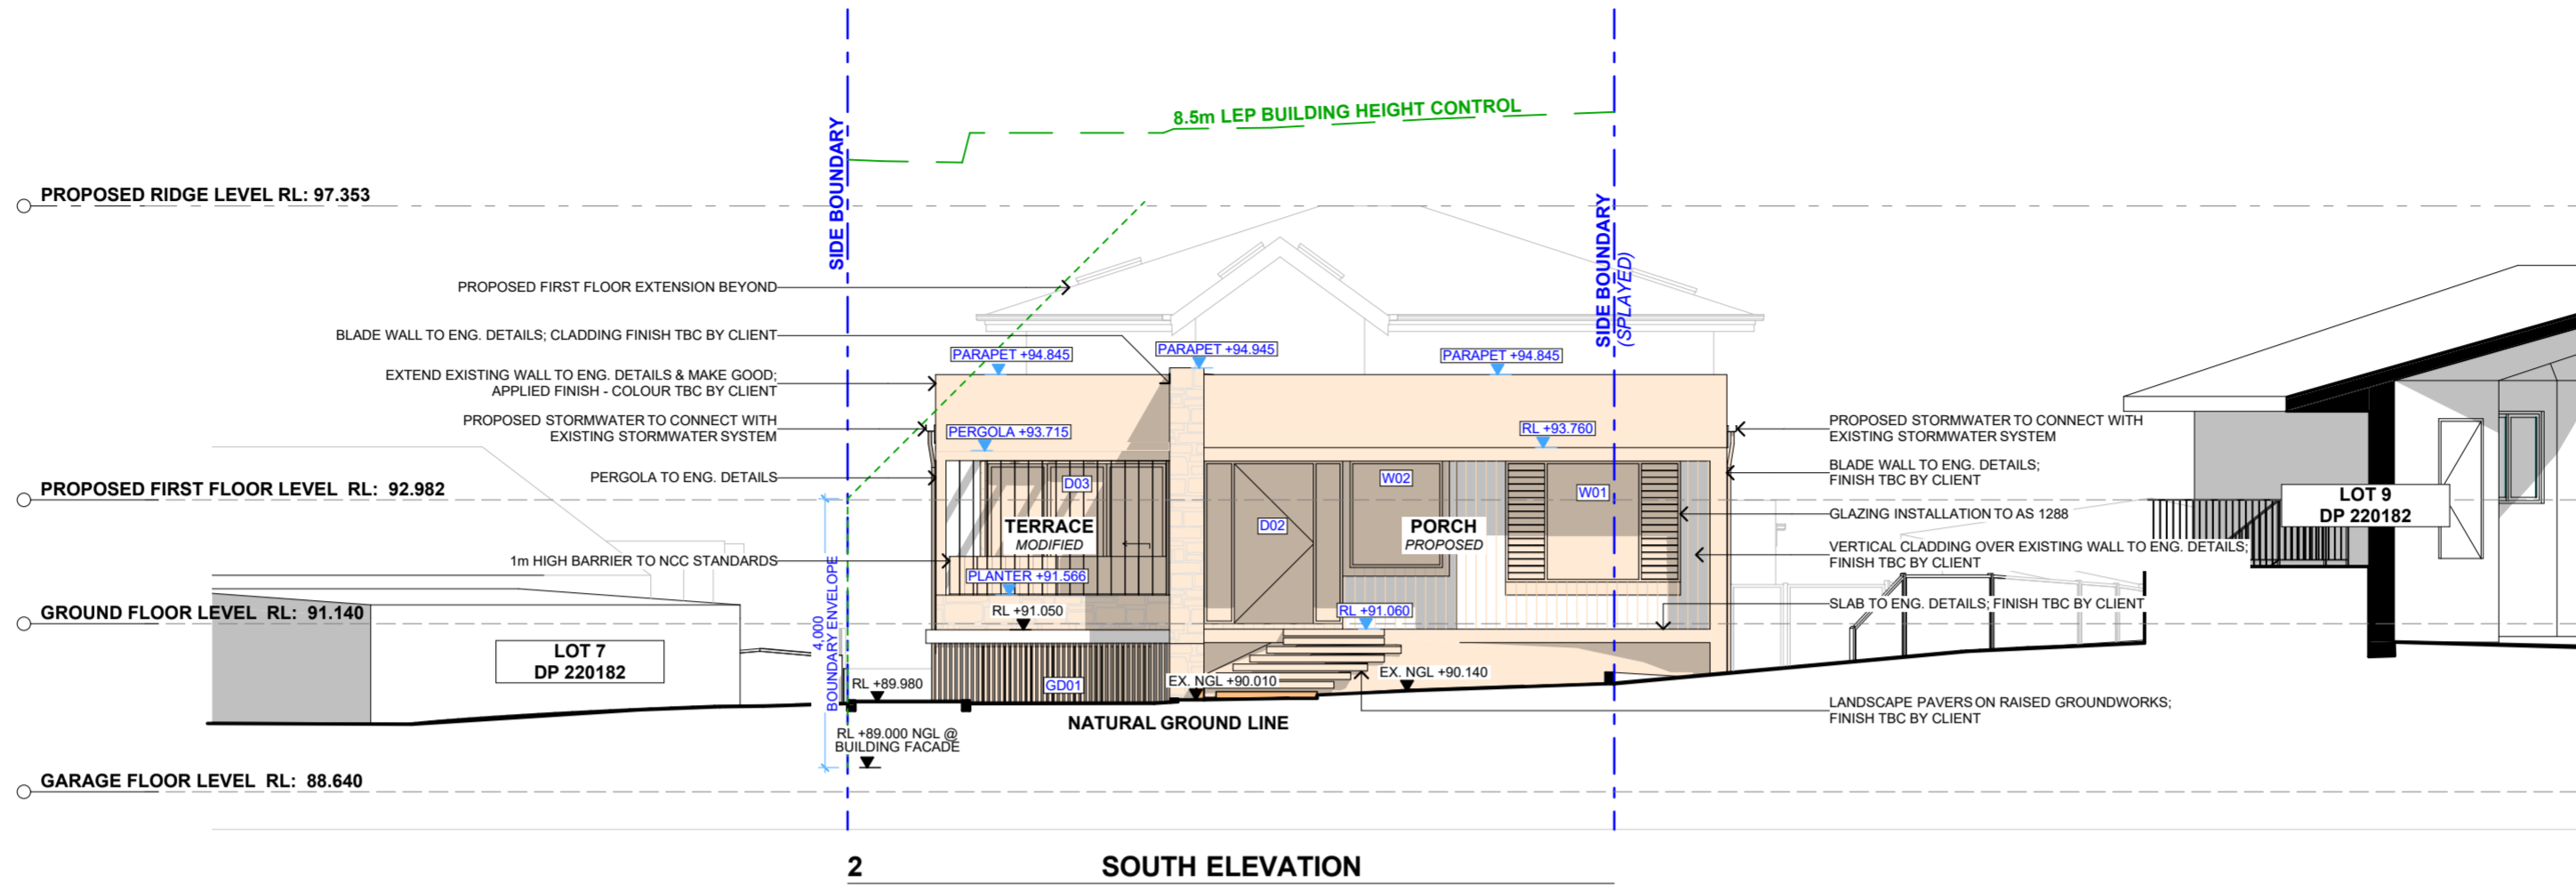 8.5m LEP BUILDING HEIGHT CONTROL
SIDE BOUNDARY
SIDE BOUNDARY
(SPLAYED)
PROPOSED RIDGE LEVEL RL: 97.353
PROPOSED FIRST FLOOR EXTENSION BEYOND
BLADE WALL TO ENG. DETAILS; CLADDING FINISH TBC BY CLIENT
EXTEND EXISTING WALL TO ENG. DETAILS & MAKE GOOD;
APPLIED FINISH - COLOUR TBC BY CLIENT
PROPOSED STORMWATER TO CONNECT WITH
EXISTING STORMWATER SYSTEM
PERGOLA TO ENG. DETAILS
PROPOSED FIRST FLOOR LEVEL RL: 92.982
1m HIGH BARRIER TO NCC STANDARDS
GROUND FLOOR LEVEL RL: 91.140
LOT 7
DP 220182
GARAGE FLOOR LEVEL RL: 88.640
4,000
BOUNDARY ENVELOPE
PARAPET +94.845
PARAPET +94.945
PARAPET +94.845
PERGOLA +93.715
RL +93.760
D03
W02
W01
D02
TERRACE
MODIFIED
PORCH
PROPOSED
PLANTER +91.566
RL +91.050
RL +91.060
GD01
RL +89.980
EX. NGL +90.010
EX. NGL +90.140
NATURAL GROUND LINE
RL +89.000 NGL @
BUILDING FACADE
PROPOSED STORMWATER TO CONNECT WITH
EXISTING STORMWATER SYSTEM
BLADE WALL TO ENG. DETAILS;
FINISH TBC BY CLIENT
GLAZING INSTALLATION TO AS 1288
VERTICAL CLADDING OVER EXISTING WALL TO ENG. DETAILS;
FINISH TBC BY CLIENT
SLAB TO ENG. DETAILS; FINISH TBC BY CLIENT
LANDSCAPE PAVERS ON RAISED GROUNDWORKS;
FINISH TBC BY CLIENT
LOT 9
DP 220182
2 SOUTH ELEVATION